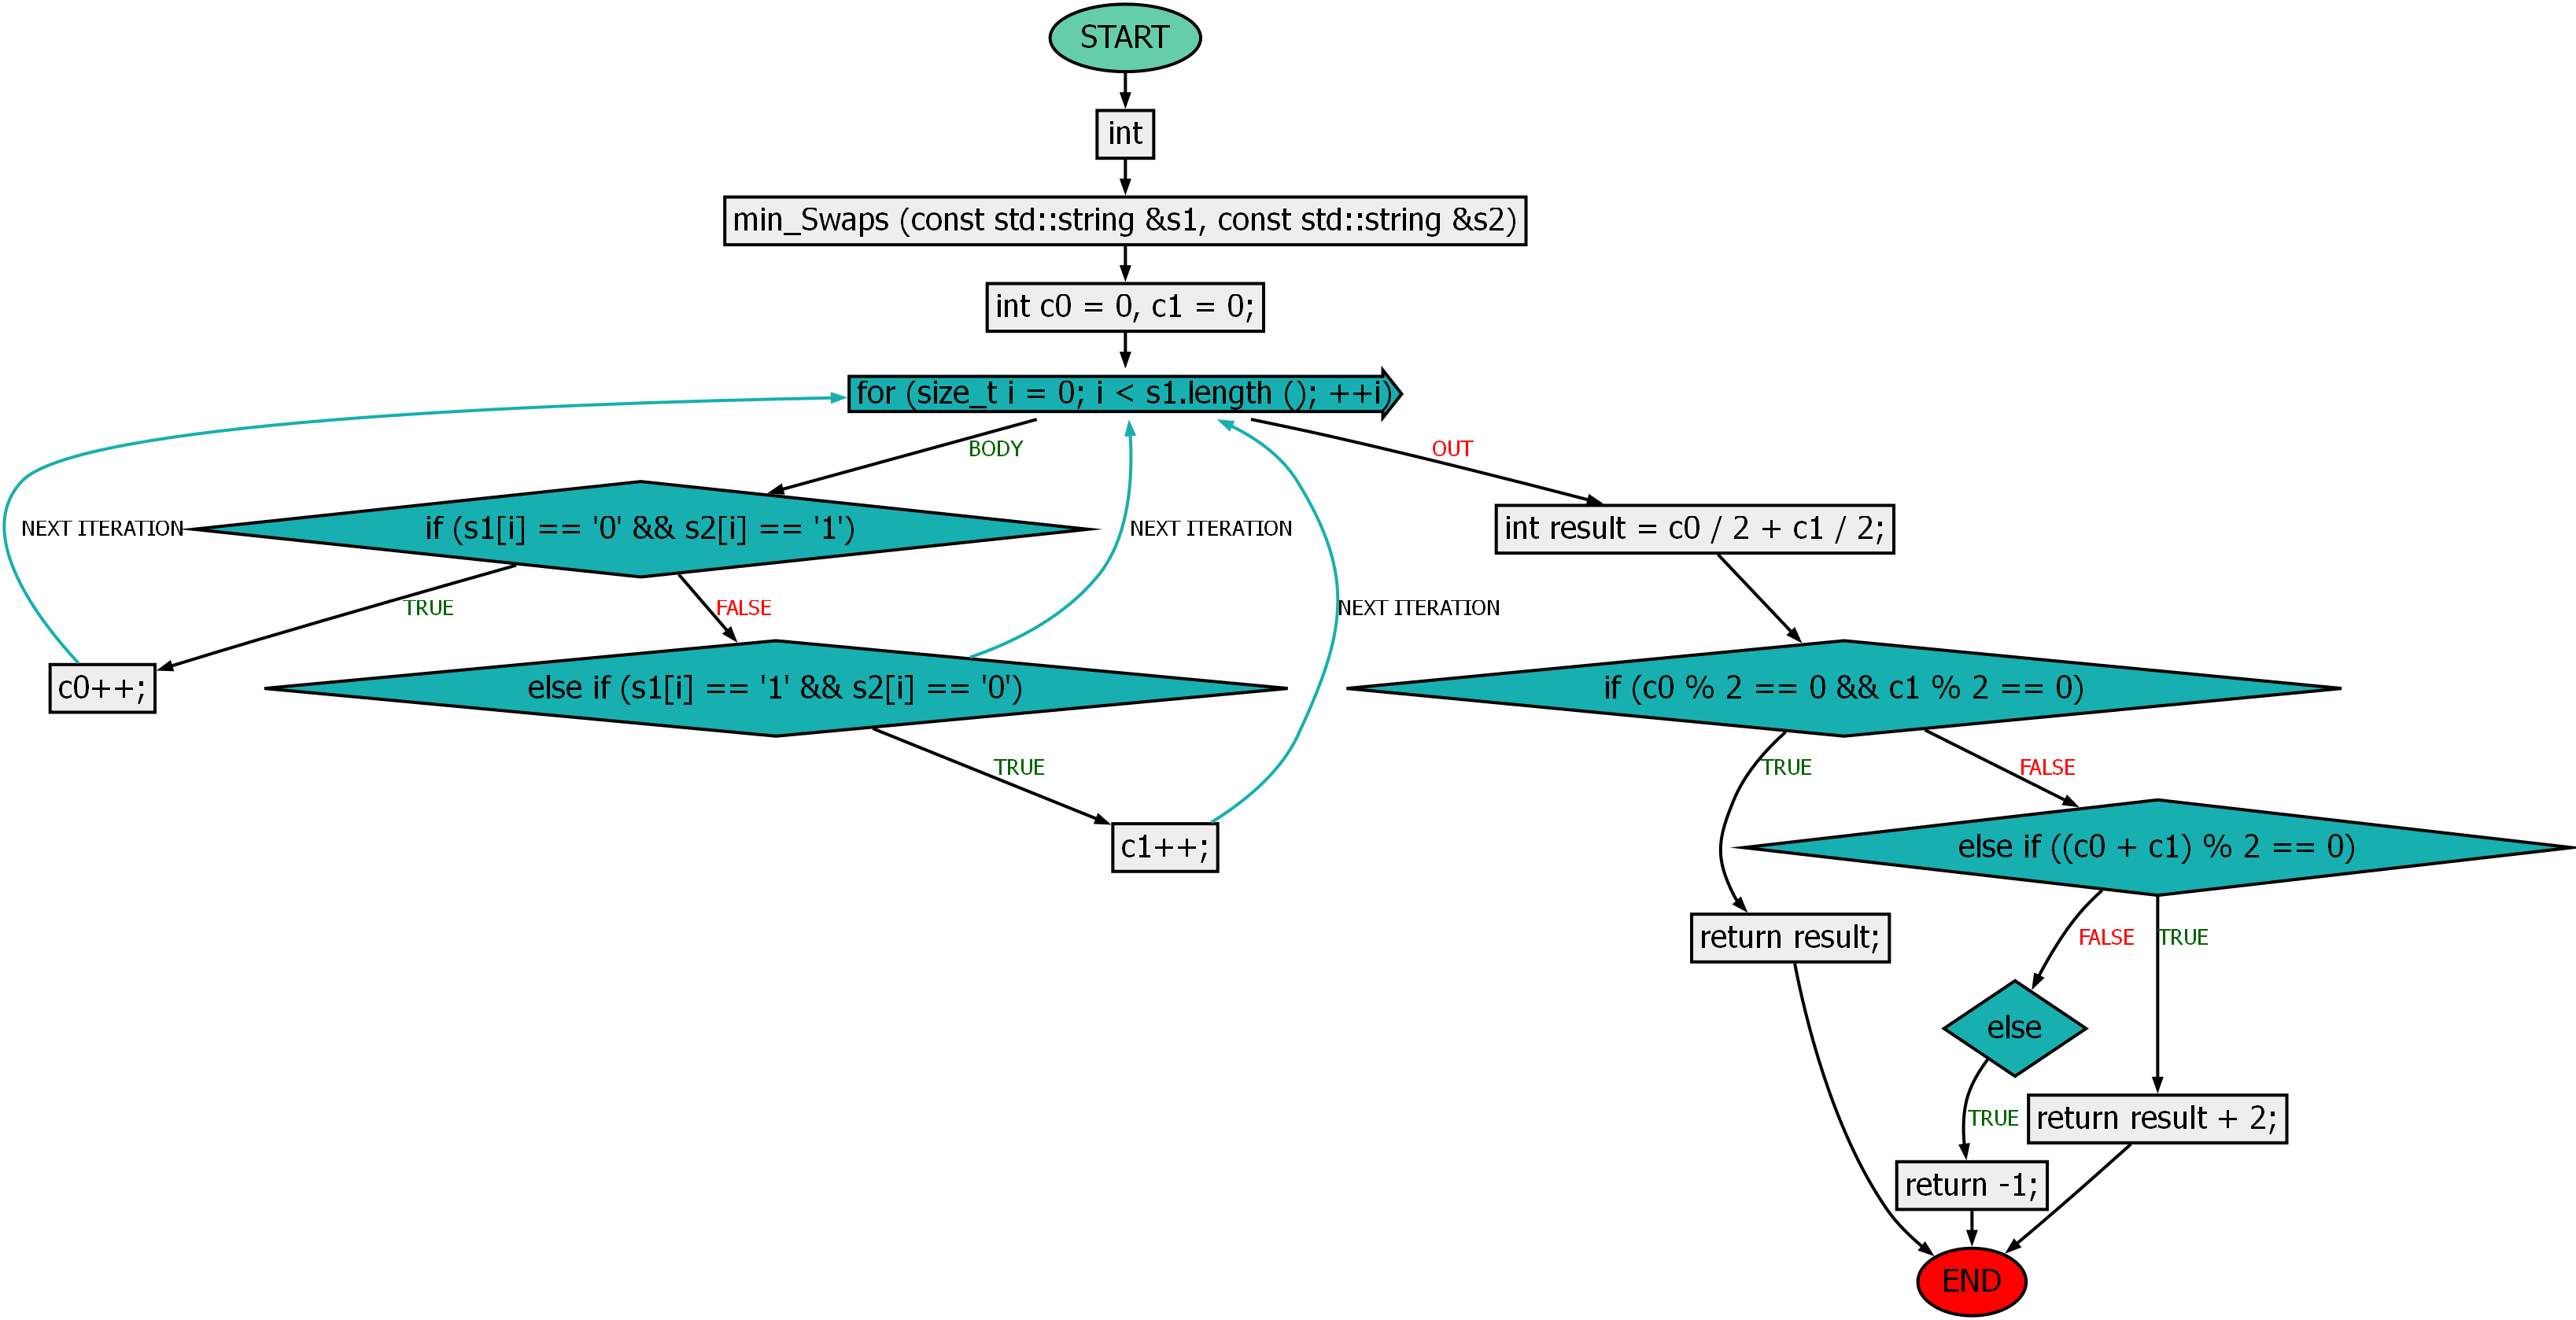 START
int
min_Swaps (const std::string &s1, const std::string &s2)
int c0 = 0, c1 = 0;
for (size_t i = 0; i < s1.length (); ++i)
BODY
OUT
NEXT ITERATION
if (s1[i] == '0' && s2[i] == '1')
NEXT ITERATION
int result = c0 / 2 + c1 / 2;
TRUE
FALSE
NEXT ITERATION
c0++;
else if (s1[i] == '1' && s2[i] == '0')
if (c0 % 2 == 0 && c1 % 2 == 0)
TRUE
TRUE
FALSE
c1++;
else if ((c0 + c1) % 2 == 0)
return result;
FALSE
TRUE
else
TRUE
return result + 2;
return -1;
END